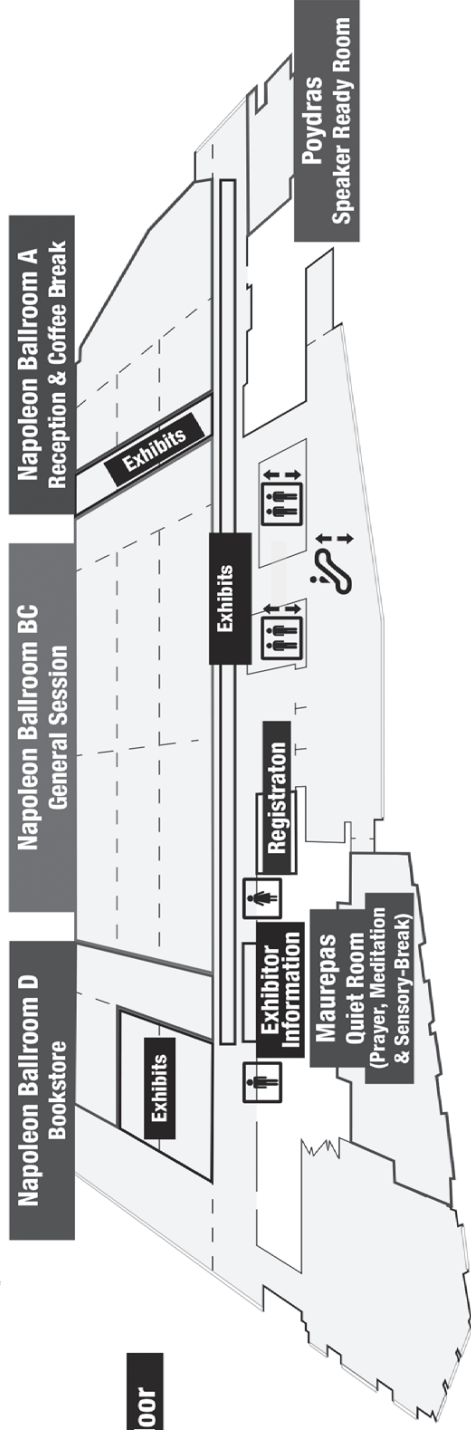 Napoleon Ballroom D
Bookstore
Napoleon Ballroom BC
General Session
Napoleon Ballroom A
Reception & Coffee Break
Exhibits
Exhibits
Exhibits
Exhibitor
Information
Registraton
Maurepas
Quiet Room
(Prayer, Meditation
& Sensory-Break)
Poydras
Speaker Ready Room
oor